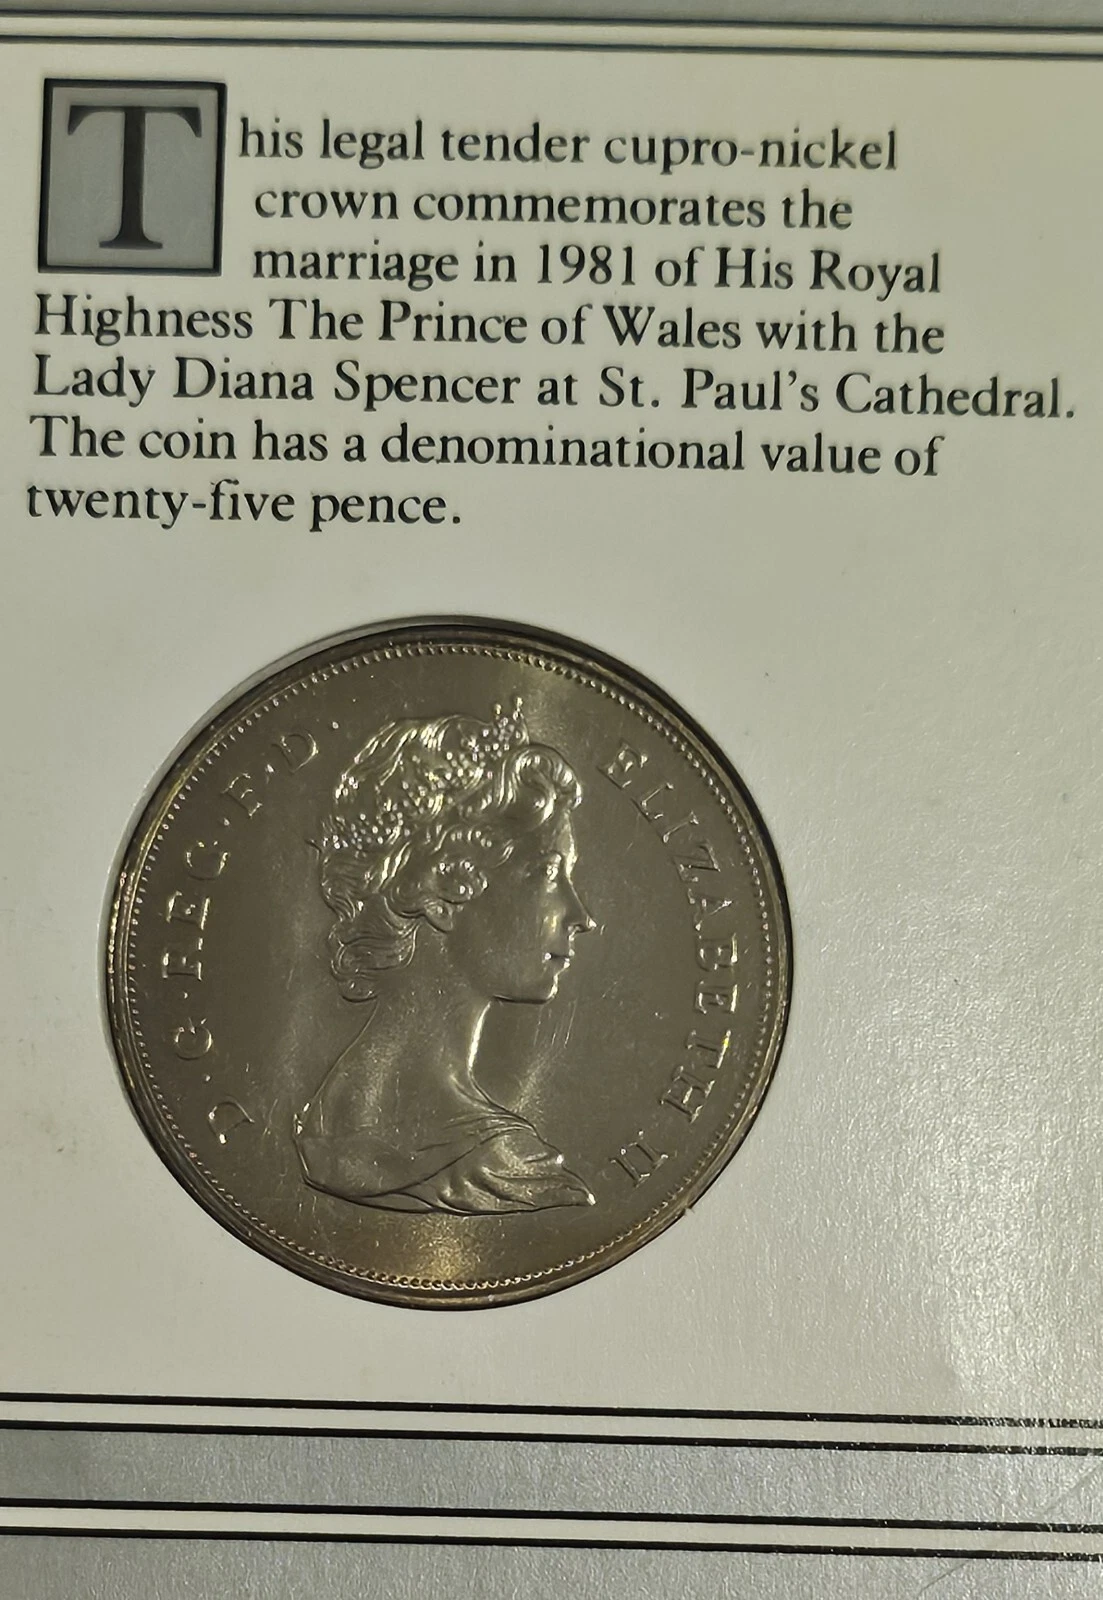 This legal tender cupro-nickel
crown commemorates the
marriage in 1981 of His Royal
Highness The Prince of Wales with the
Lady Diana Spencer at St. Paul's Cathedral.
The coin has a denominational value of
twenty-five pence.
D·G·REG·F·D· ELIZABETH II